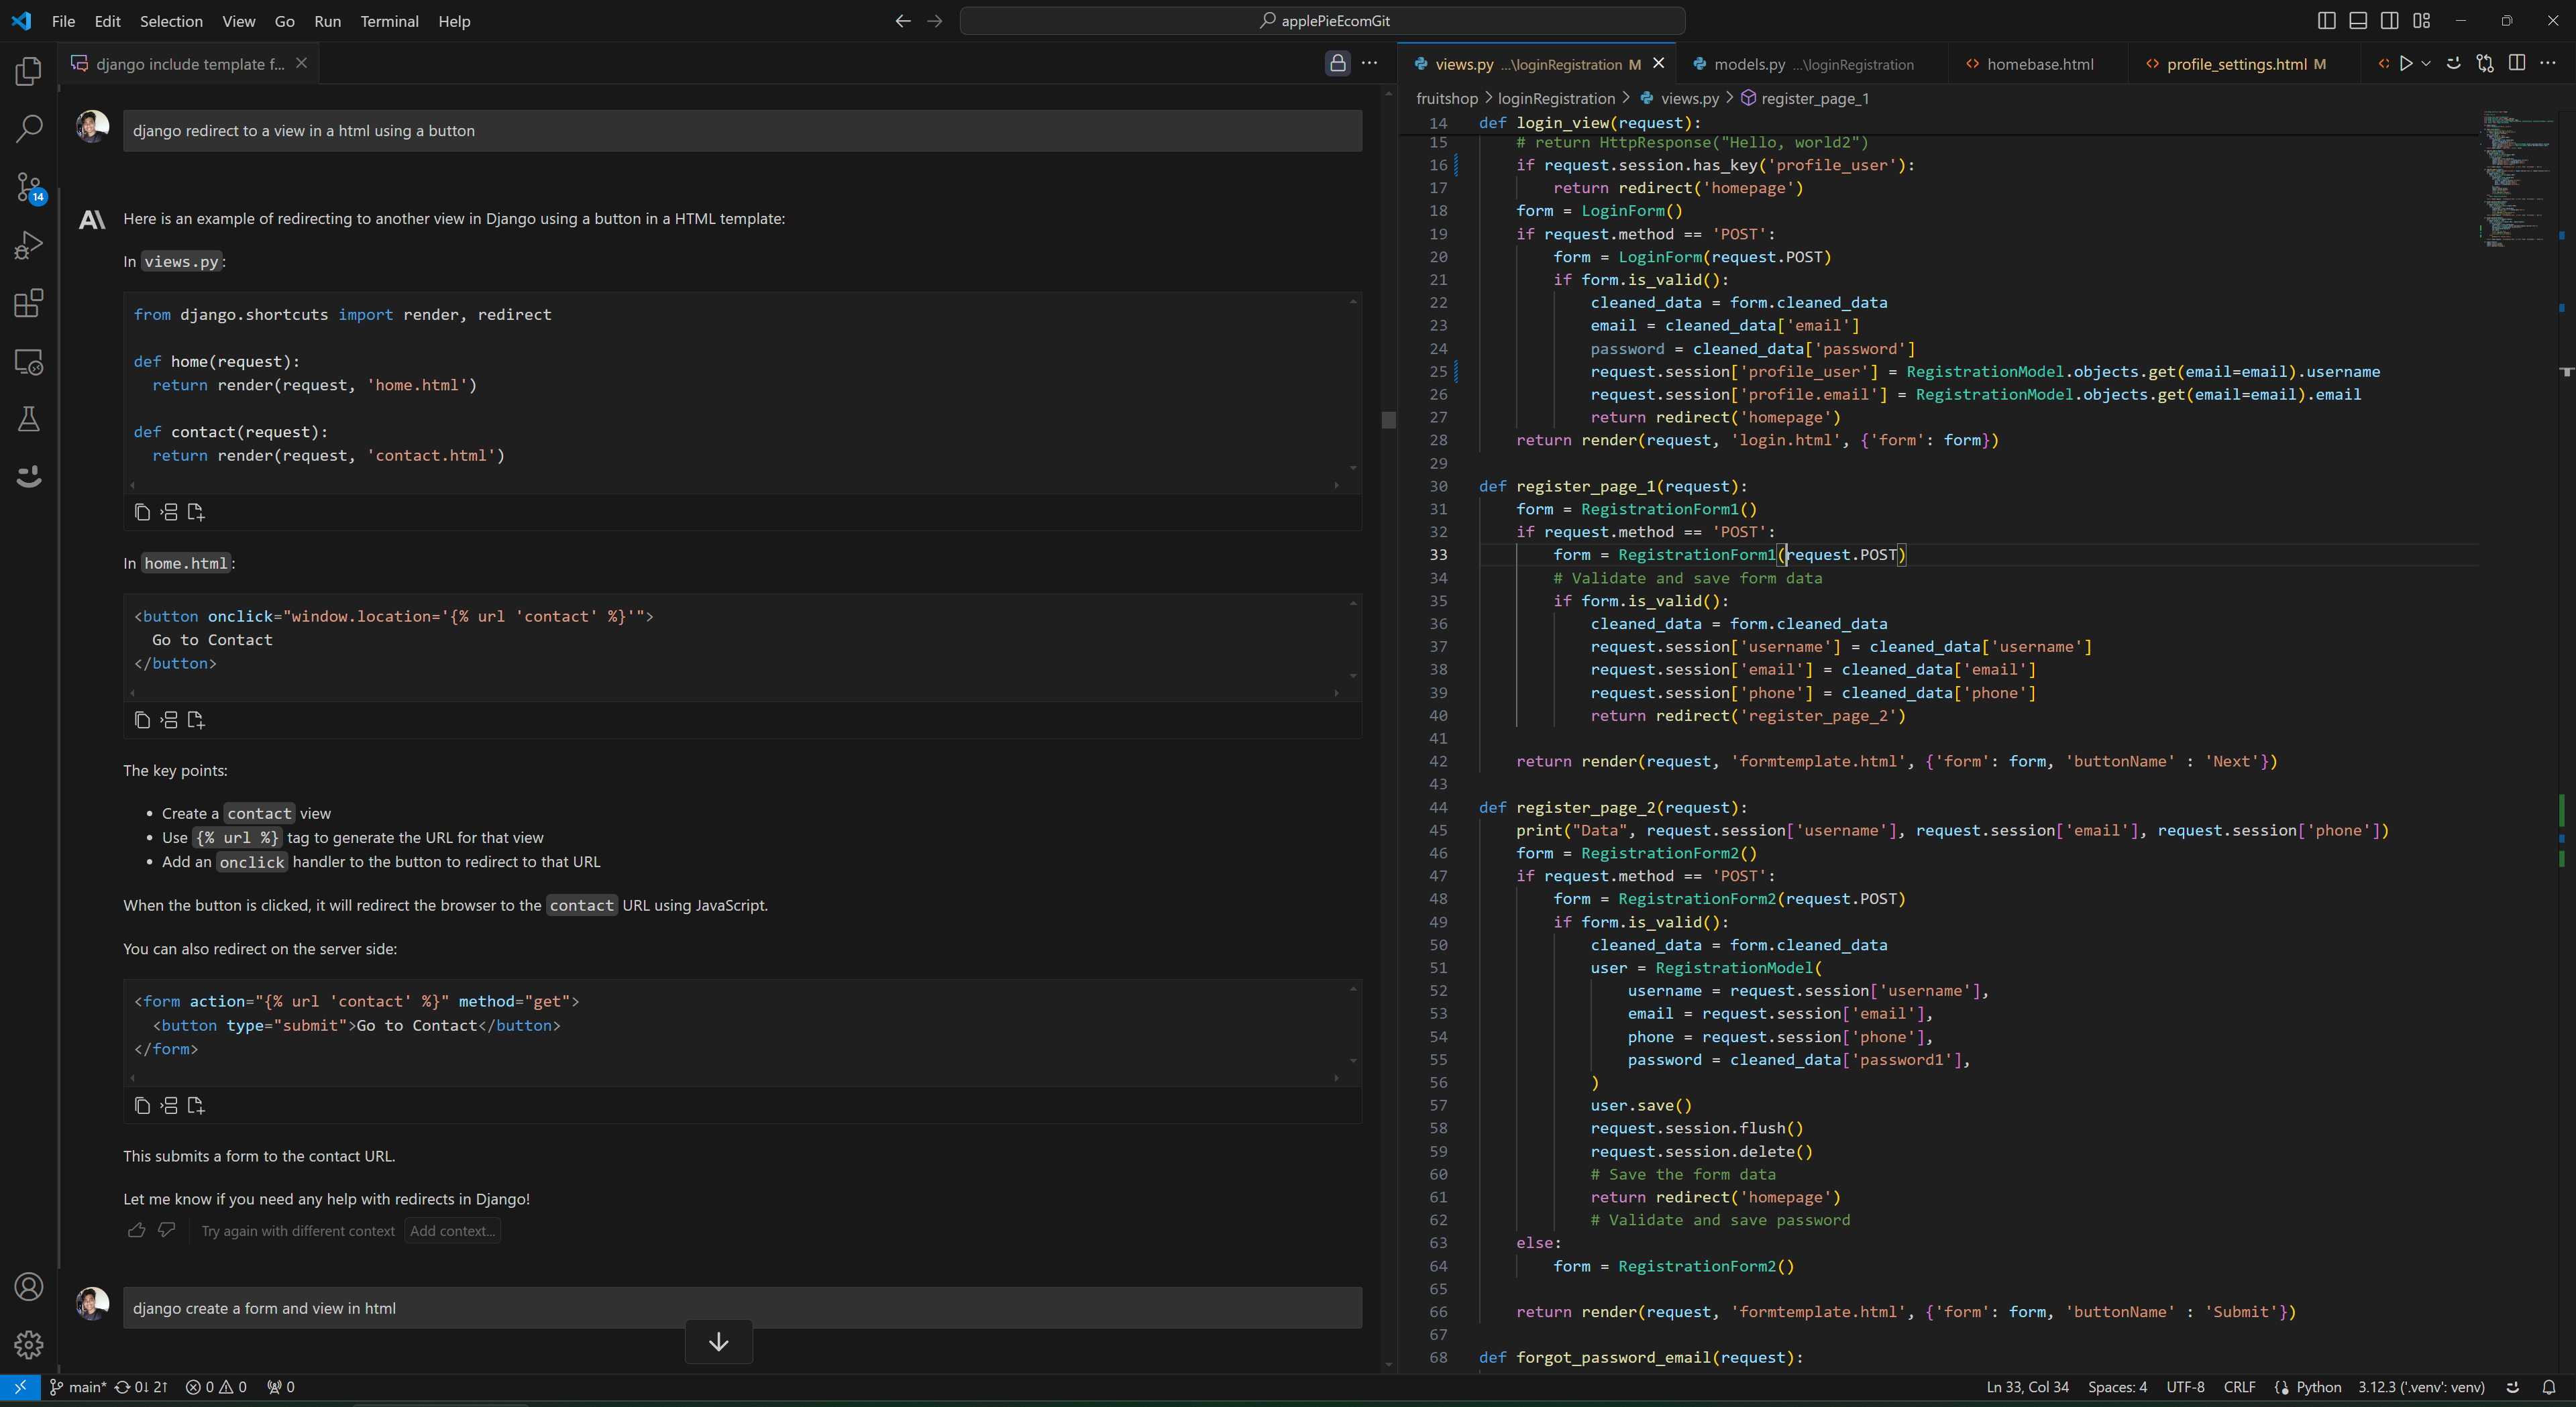 File Edit Selection View Go Run Terminal Help
applePieEcomGit
django include template f...
django redirect to a view in a html using a button
Here is an example of redirecting to another view in Django using a button in a HTML template:
In views.py:
from django.shortcuts import render, redirect
def home(request):
  return render(request, 'home.html')
def contact(request):
  return render(request, 'contact.html')
In home.html:
<button onclick="window.location='{% url 'contact' %}'">
  Go to Contact
</button>
The key points:
• Create a contact view
• Use {% url %} tag to generate the URL for that view
• Add an onclick handler to the button to redirect to that URL
When the button is clicked, it will redirect the browser to the contact URL using JavaScript.
You can also redirect on the server side:
<form action="{% url 'contact' %}" method="get">
  <button type="submit">Go to Contact</button>
</form>
This submits a form to the contact URL.
Let me know if you need any help with redirects in Django!
Try again with different context Add context...
django create a form and view in html
views.py ...\loginRegistration M models.py ...\loginRegistration homebase.html profile_settings.html M
fruitshop > loginRegistration > views.py > register_page_1
14 def login_view(request):
15     # return HttpResponse("Hello, world2")
16     if request.session.has_key('profile_user'):
17         return redirect('homepage')
18     form = LoginForm()
19     if request.method == 'POST':
20         form = LoginForm(request.POST)
21         if form.is_valid():
22             cleaned_data = form.cleaned_data
23             email = cleaned_data['email']
24             password = cleaned_data['password']
25             request.session['profile_user'] = RegistrationModel.objects.get(email=email).username
26             request.session['profile.email'] = RegistrationModel.objects.get(email=email).email
27             return redirect('homepage')
28     return render(request, 'login.html', {'form': form})
29
30 def register_page_1(request):
31     form = RegistrationForm1()
32     if request.method == 'POST':
33         form = RegistrationForm1(request.POST)
34         # Validate and save form data
35         if form.is_valid():
36             cleaned_data = form.cleaned_data
37             request.session['username'] = cleaned_data['username']
38             request.session['email'] = cleaned_data['email']
39             request.session['phone'] = cleaned_data['phone']
40             return redirect('register_page_2')
41
42     return render(request, 'formtemplate.html', {'form': form, 'buttonName' : 'Next'})
43
44 def register_page_2(request):
45     print("Data", request.session['username'], request.session['email'], request.session['phone'])
46     form = RegistrationForm2()
47     if request.method == 'POST':
48         form = RegistrationForm2(request.POST)
49         if form.is_valid():
50             cleaned_data = form.cleaned_data
51             user = RegistrationModel(
52                 username = request.session['username'],
53                 email = request.session['email'],
54                 phone = request.session['phone'],
55                 password = cleaned_data['password1'],
56             )
57             user.save()
58             request.session.flush()
59             request.session.delete()
60             # Save the form data
61             return redirect('homepage')
62             # Validate and save password
63     else:
64         form = RegistrationForm2()
65
66     return render(request, 'formtemplate.html', {'form': form, 'buttonName' : 'Submit'})
67
68 def forgot_password_email(request):
14
main* 0↓ 2↑ 0 0 0
Ln 33, Col 34 Spaces: 4 UTF-8 CRLF Python 3.12.3 ('.venv': venv)